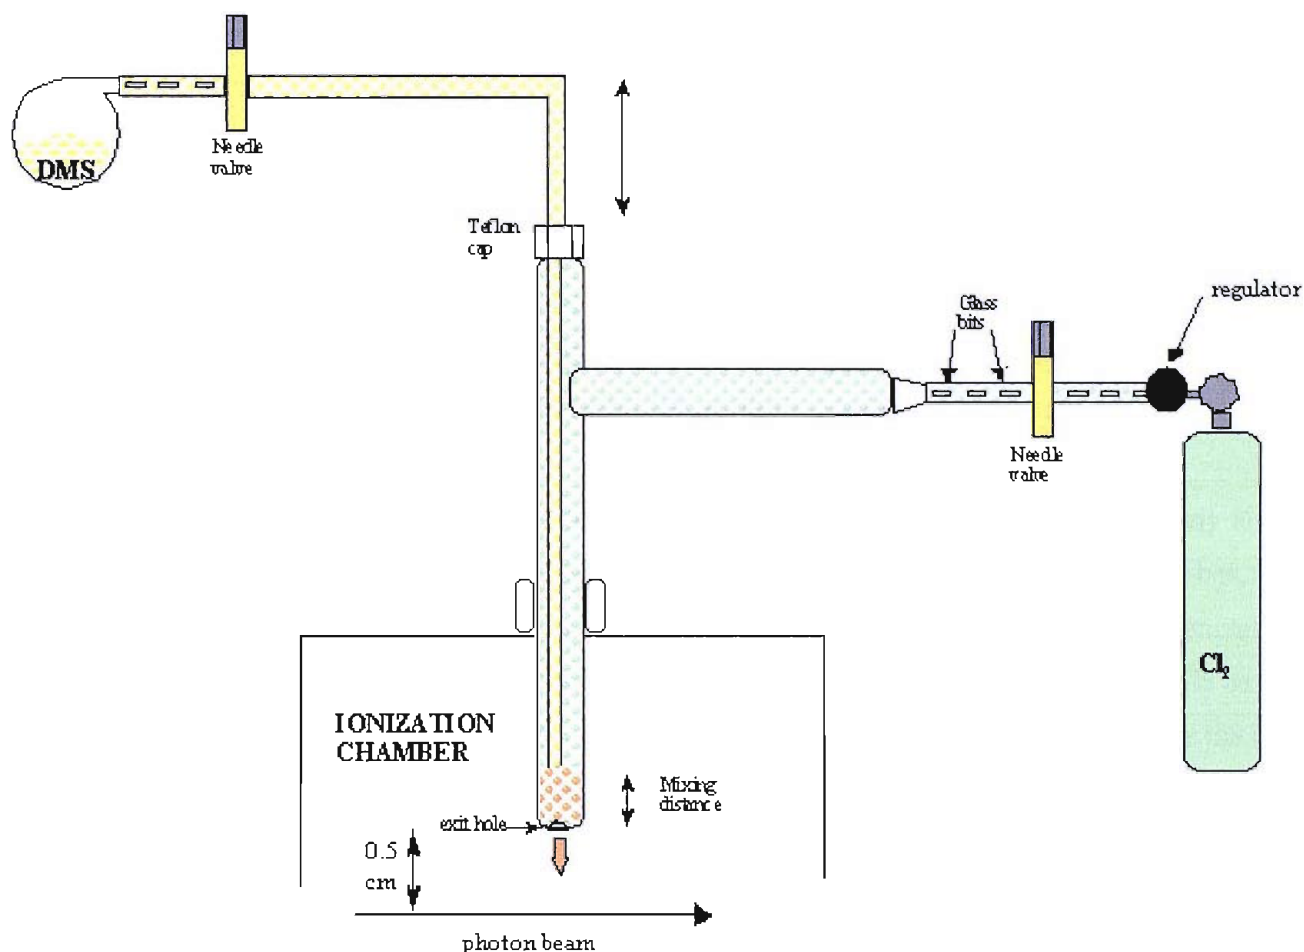 DMS
Needle
valve
Teflon
cap
Glass
bits
regulator
Needle
valve
Cl₂
IONIZATION
CHAMBER
Mixing
distance
exit hole
0.5
cm
photon beam